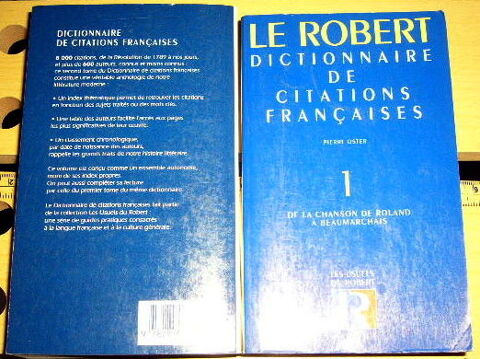 DICTIONNAIRE
DE CITATIONS FRANÇAISES
8 000 citations, de la Révolution de 1789 à nos jours,
et plus de 600 auteurs, connus et moins connus :
ce second tome du Dictionnaire de citations françaises
constitue une véritable anthologie de notre
littérature moderne
• Un index thématique permet de retrouver les citations
en fonction des sujets traités ou des mots clés.
• Une table des auteurs facilite l'accès aux pages
les plus significatives de leur œuvre.
• Un classement chronologique,
par date de naissance des auteurs,
rappelle les grands traits de notre histoire littéraire.
Ce volume est conçu comme un ensemble autonome,
muni de ses index propres.
On peut aussi compléter sa lecture
par celle du premier tome du même dictionnaire.
Le Dictionnaire de citations françaises fait partie
de la collection Les Usuels du Robert :
une série de guides pratiques consacrés
à la langue française et à la culture générale.
LE ROBERT
DICTIONNAIRE
DE
CITATIONS
FRANÇAISES
PIERRE OSTER
1
DE LA CHANSON DE ROLAND
A BEAUMARCHAIS
LES USUELS
DU ROBERT